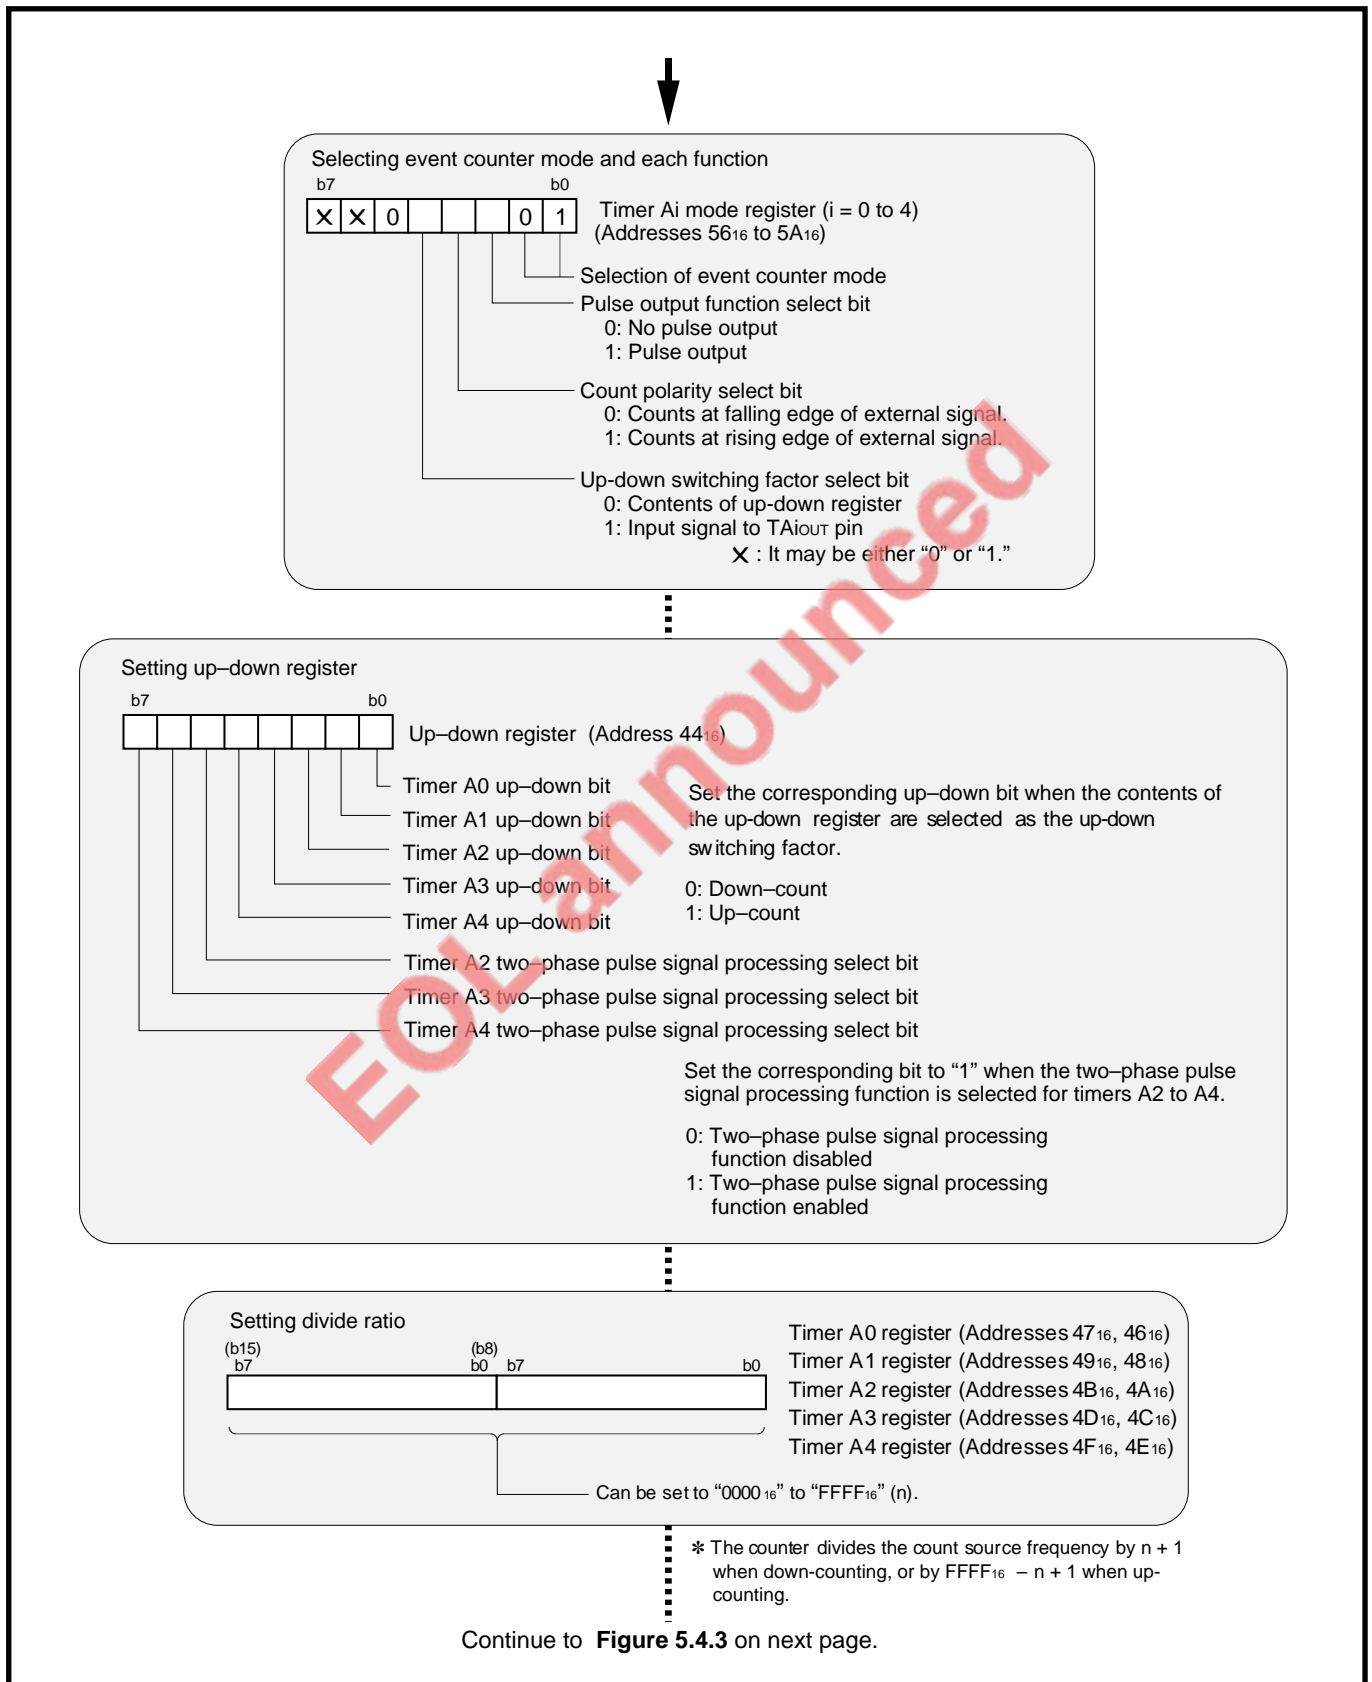 Selecting event counter mode and each function
b7 b0
X X 0 0 1
Timer Ai mode register (i = 0 to 4)
(Addresses 5616 to 5A16)
Selection of event counter mode
Pulse output function select bit
0: No pulse output
1: Pulse output
Count polarity select bit
0: Counts at falling edge of external signal.
1: Counts at rising edge of external signal.
Up-down switching factor select bit
0: Contents of up-down register
1: Input signal to TAiOUT pin
X : It may be either “0” or “1.”
Setting up–down register
b7 b0
Up–down register (Address 4416)
Timer A0 up–down bit
Timer A1 up–down bit
Timer A2 up–down bit
Timer A3 up–down bit
Timer A4 up–down bit
Set the corresponding up–down bit when the contents of
the up-down register are selected as the up-down
switching factor.
0: Down–count
1: Up–count
Timer A2 two–phase pulse signal processing select bit
Timer A3 two–phase pulse signal processing select bit
Timer A4 two–phase pulse signal processing select bit
Set the corresponding bit to “1” when the two–phase pulse
signal processing function is selected for timers A2 to A4.
0: Two–phase pulse signal processing
function disabled
1: Two–phase pulse signal processing
function enabled
Setting divide ratio
(b15) (b8)
b7 b0 b7 b0
Timer A0 register (Addresses 4716, 4616)
Timer A1 register (Addresses 4916, 4816)
Timer A2 register (Addresses 4B16, 4A16)
Timer A3 register (Addresses 4D16, 4C16)
Timer A4 register (Addresses 4F16, 4E16)
Can be set to “000016” to “FFFF16” (n).
✻ The counter divides the count source frequency by n + 1
when down-counting, or by FFFF16 – n + 1 when up-
counting.
Continue to Figure 5.4.3 on next page.
EOL announced